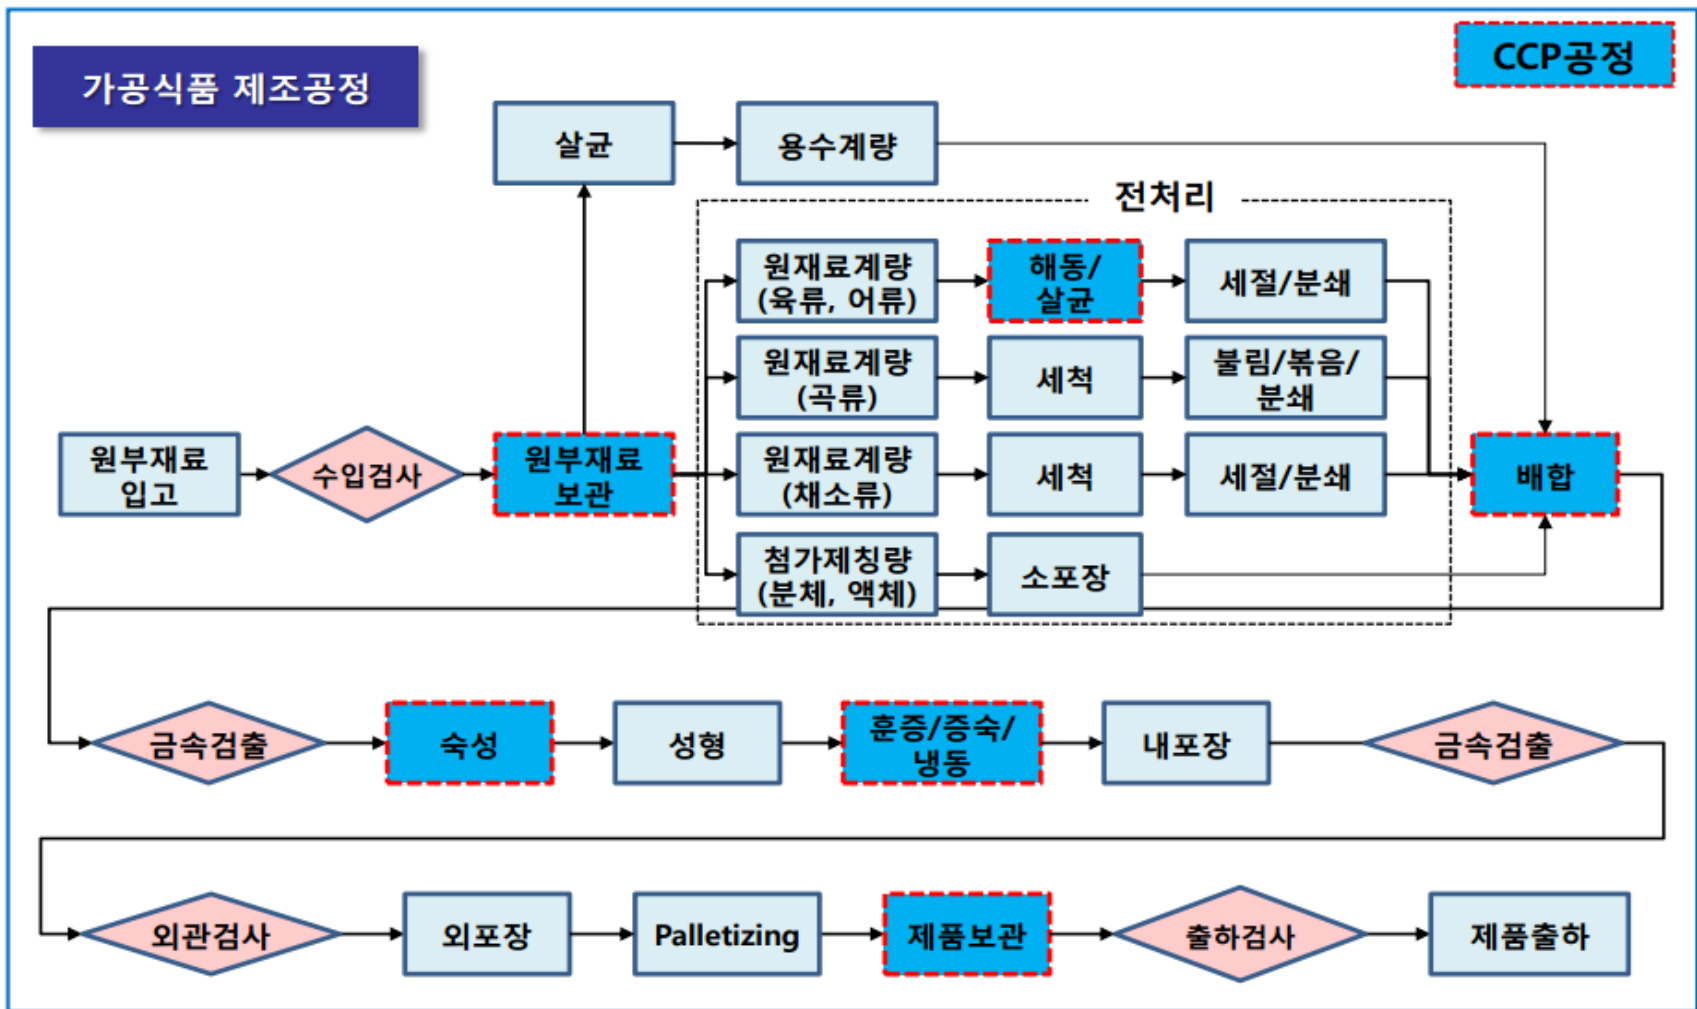 가공식품 제조공정
CCP공정
살균
용수계량
전처리
원재료계량
(육류, 어류)
해동/
살균
세절/분쇄
원재료계량
(곡류)
세척
불림/볶음/
분쇄
원부재료
입고
수입검사
원부재료
보관
원재료계량
(채소류)
세척
세절/분쇄
배합
첨가제칭량
(분체, 액체)
소포장
금속검출
숙성
성형
훈증/증숙/
냉동
내포장
금속검출
외관검사
외포장
Palletizing
제품보관
출하검사
제품출하